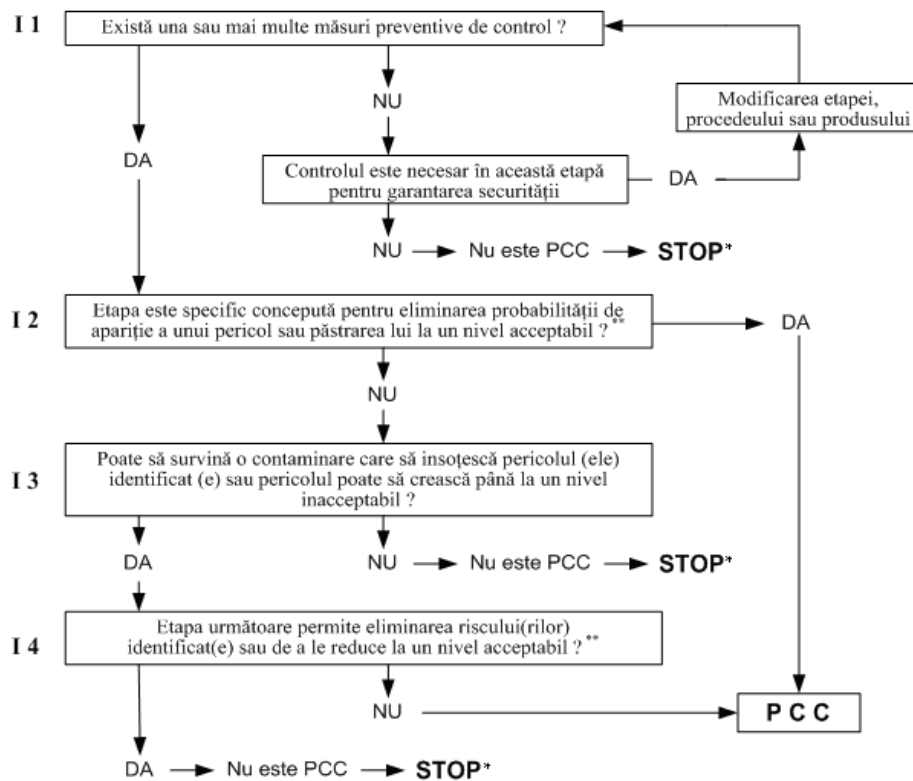 I 1
Există una sau mai multe măsuri preventive de control ?
NU
Modificarea etapei,
procedeului sau produsului
DA
Controlul este necesar în această etapă
pentru garantarea securității
DA
NU
Nu este PCC
STOP*
I 2
Etapa este specific concepută pentru eliminarea probabilității de
apariție a unui pericol sau păstrarea lui la un nivel acceptabil ? **
DA
NU
I 3
Poate să survină o contaminare care să insoțescă pericolul (ele)
identificat (e) sau pericolul poate să crească până la un nivel
inacceptabil ?
DA
NU
Nu este PCC
STOP*
I 4
Etapa următoare permite eliminarea riscului(rilor)
identificat(e) sau de a le reduce la un nivel acceptabil ? **
NU
P C C
DA
Nu este PCC
STOP*